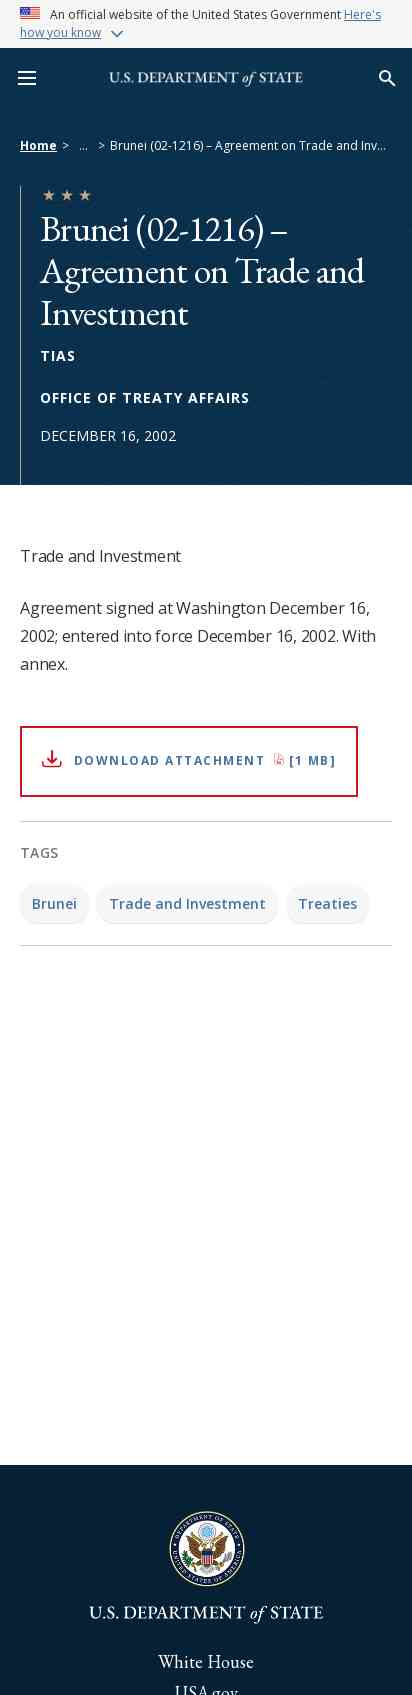 An official website of the United States Government Here's
how you know
U.S. DEPARTMENT of STATE
Home > ... > Brunei (02-1216) – Agreement on Trade and Inv...
Brunei (02-1216) –
Agreement on Trade and
Investment
TIAS
OFFICE OF TREATY AFFAIRS
DECEMBER 16, 2002
Trade and Investment
Agreement signed at Washington December 16,
2002; entered into force December 16, 2002. With
annex.
DOWNLOAD ATTACHMENT [1 MB]
TAGS
Brunei Trade and Investment Treaties
DEPARTMENT OF STATE
UNITED STATES OF AMERICA
U.S. DEPARTMENT of STATE
White House
USA.gov